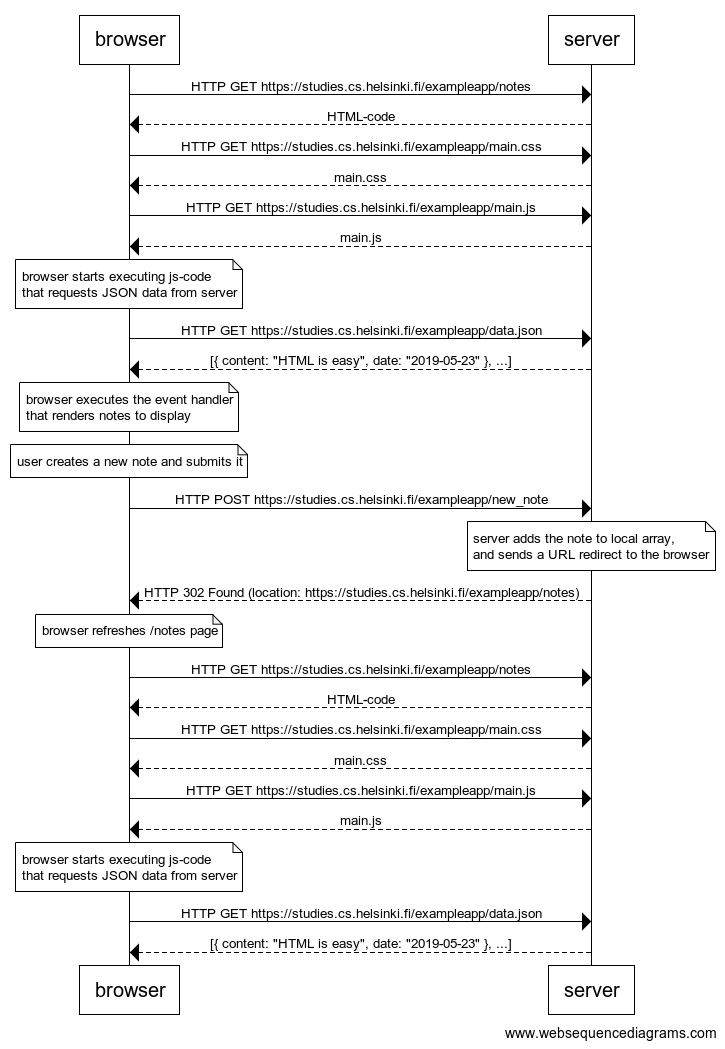 browser server
HTTP GET https://studies.cs.helsinki.fi/exampleapp/notes
HTML-code
HTTP GET https://studies.cs.helsinki.fi/exampleapp/main.css
main.css
HTTP GET https://studies.cs.helsinki.fi/exampleapp/main.js
main.js
browser starts executing js-code
that requests JSON data from server
HTTP GET https://studies.cs.helsinki.fi/exampleapp/data.json
[{ content: "HTML is easy", date: "2019-05-23" }, ...]
browser executes the event handler
that renders notes to display
user creates a new note and submits it
HTTP POST https://studies.cs.helsinki.fi/exampleapp/new_note
server adds the note to local array,
and sends a URL redirect to the browser
HTTP 302 Found (location: https://studies.cs.helsinki.fi/exampleapp/notes)
browser refreshes /notes page
HTTP GET https://studies.cs.helsinki.fi/exampleapp/notes
HTML-code
HTTP GET https://studies.cs.helsinki.fi/exampleapp/main.css
main.css
HTTP GET https://studies.cs.helsinki.fi/exampleapp/main.js
main.js
browser starts executing js-code
that requests JSON data from server
HTTP GET https://studies.cs.helsinki.fi/exampleapp/data.json
[{ content: "HTML is easy", date: "2019-05-23" }, ...]
browser server
www.websequencediagrams.com